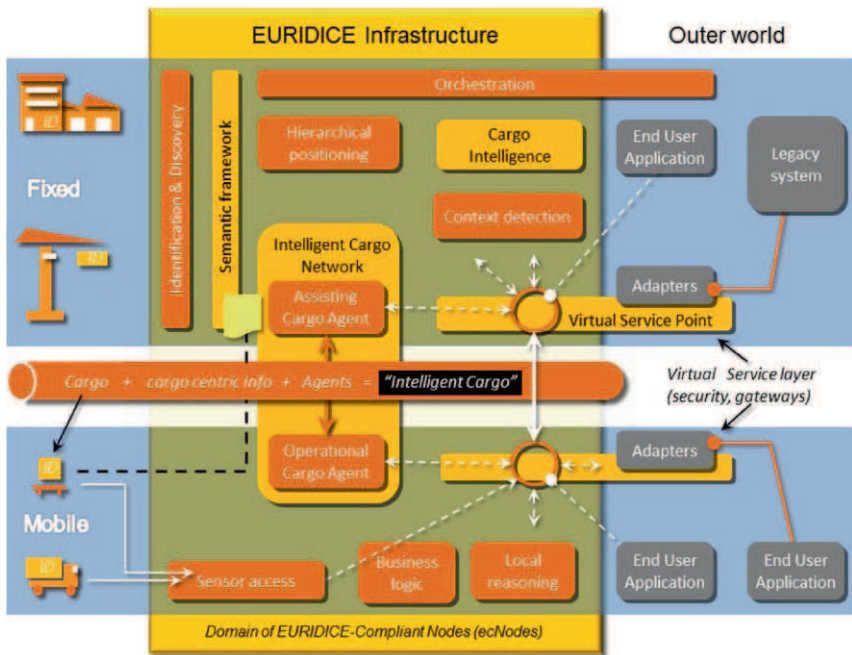 EURIDICE Infrastructure
Outer world
Orchestration
ID
Fixed
Identification & Discovery
Semantic framework
Hierarchical
positioning
Cargo
Intelligence
End User
Application
Legacy
system
Context detection
Intelligent Cargo
Network
Assisting
Cargo Agent
Adapters
Virtual Service Point
Cargo + cargo centric info + Agents = "Intelligent Cargo"
Virtual Service layer
(security, gateways)
Operational
Cargo Agent
Adapters
ID
Mobile
Sensor access
Business
logic
Local
reasoning
End User
Application
End User
Application
Domain of EURIDICE-Compliant Nodes (ecNodes)